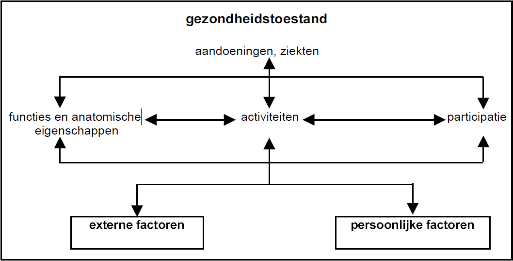 gezondheidstoestand
aandoeningen, ziekten
functies en anatomische
eigenschappen
activiteiten
participatie
externe factoren
persoonlijke factoren